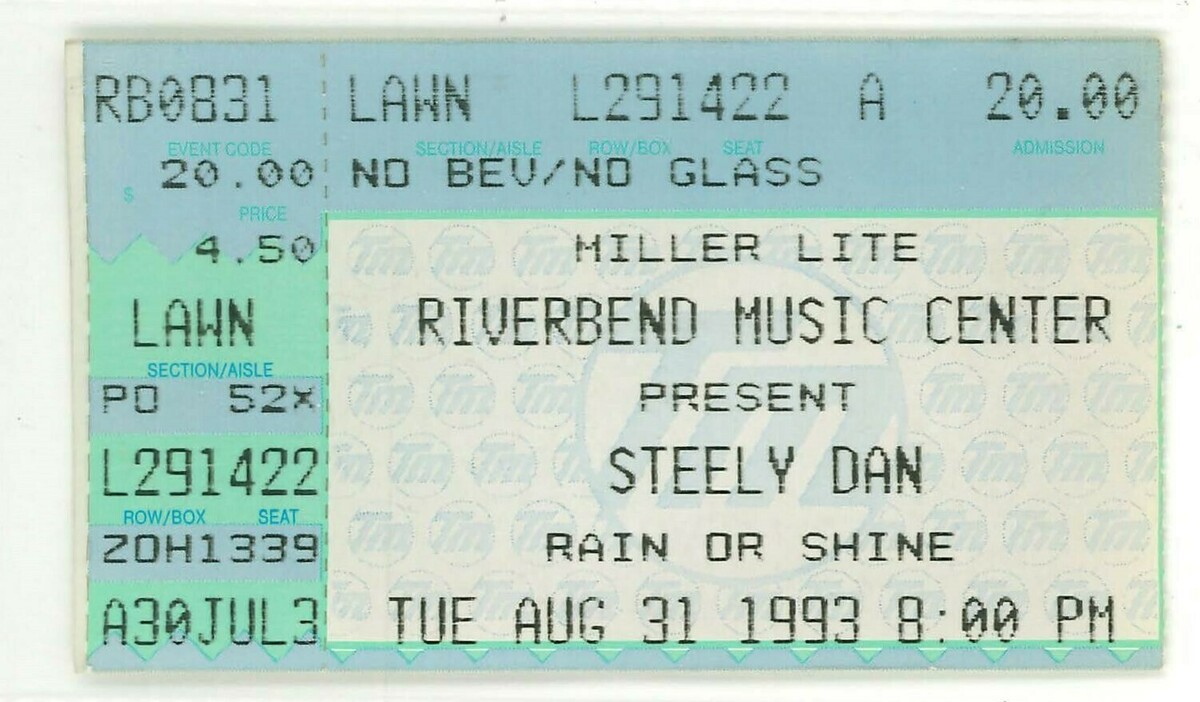 RB0831
EVENT CODE
$ 20.00
PRICE
4.50
LAWN
SECTION/AISLE
PO 52X
L291422
ROW/BOX SEAT
ZOH1339
A30JUL3
LAWN L291422 A 20.00
SECTION/AISLE ROW/BOX SEAT ADMISSION
NO BEV/NO GLASS
MILLER LITE
RIVERBEND MUSIC CENTER
PRESENT
STEELY DAN
RAIN OR SHINE
TUE AUG 31 1993 8:00 PM